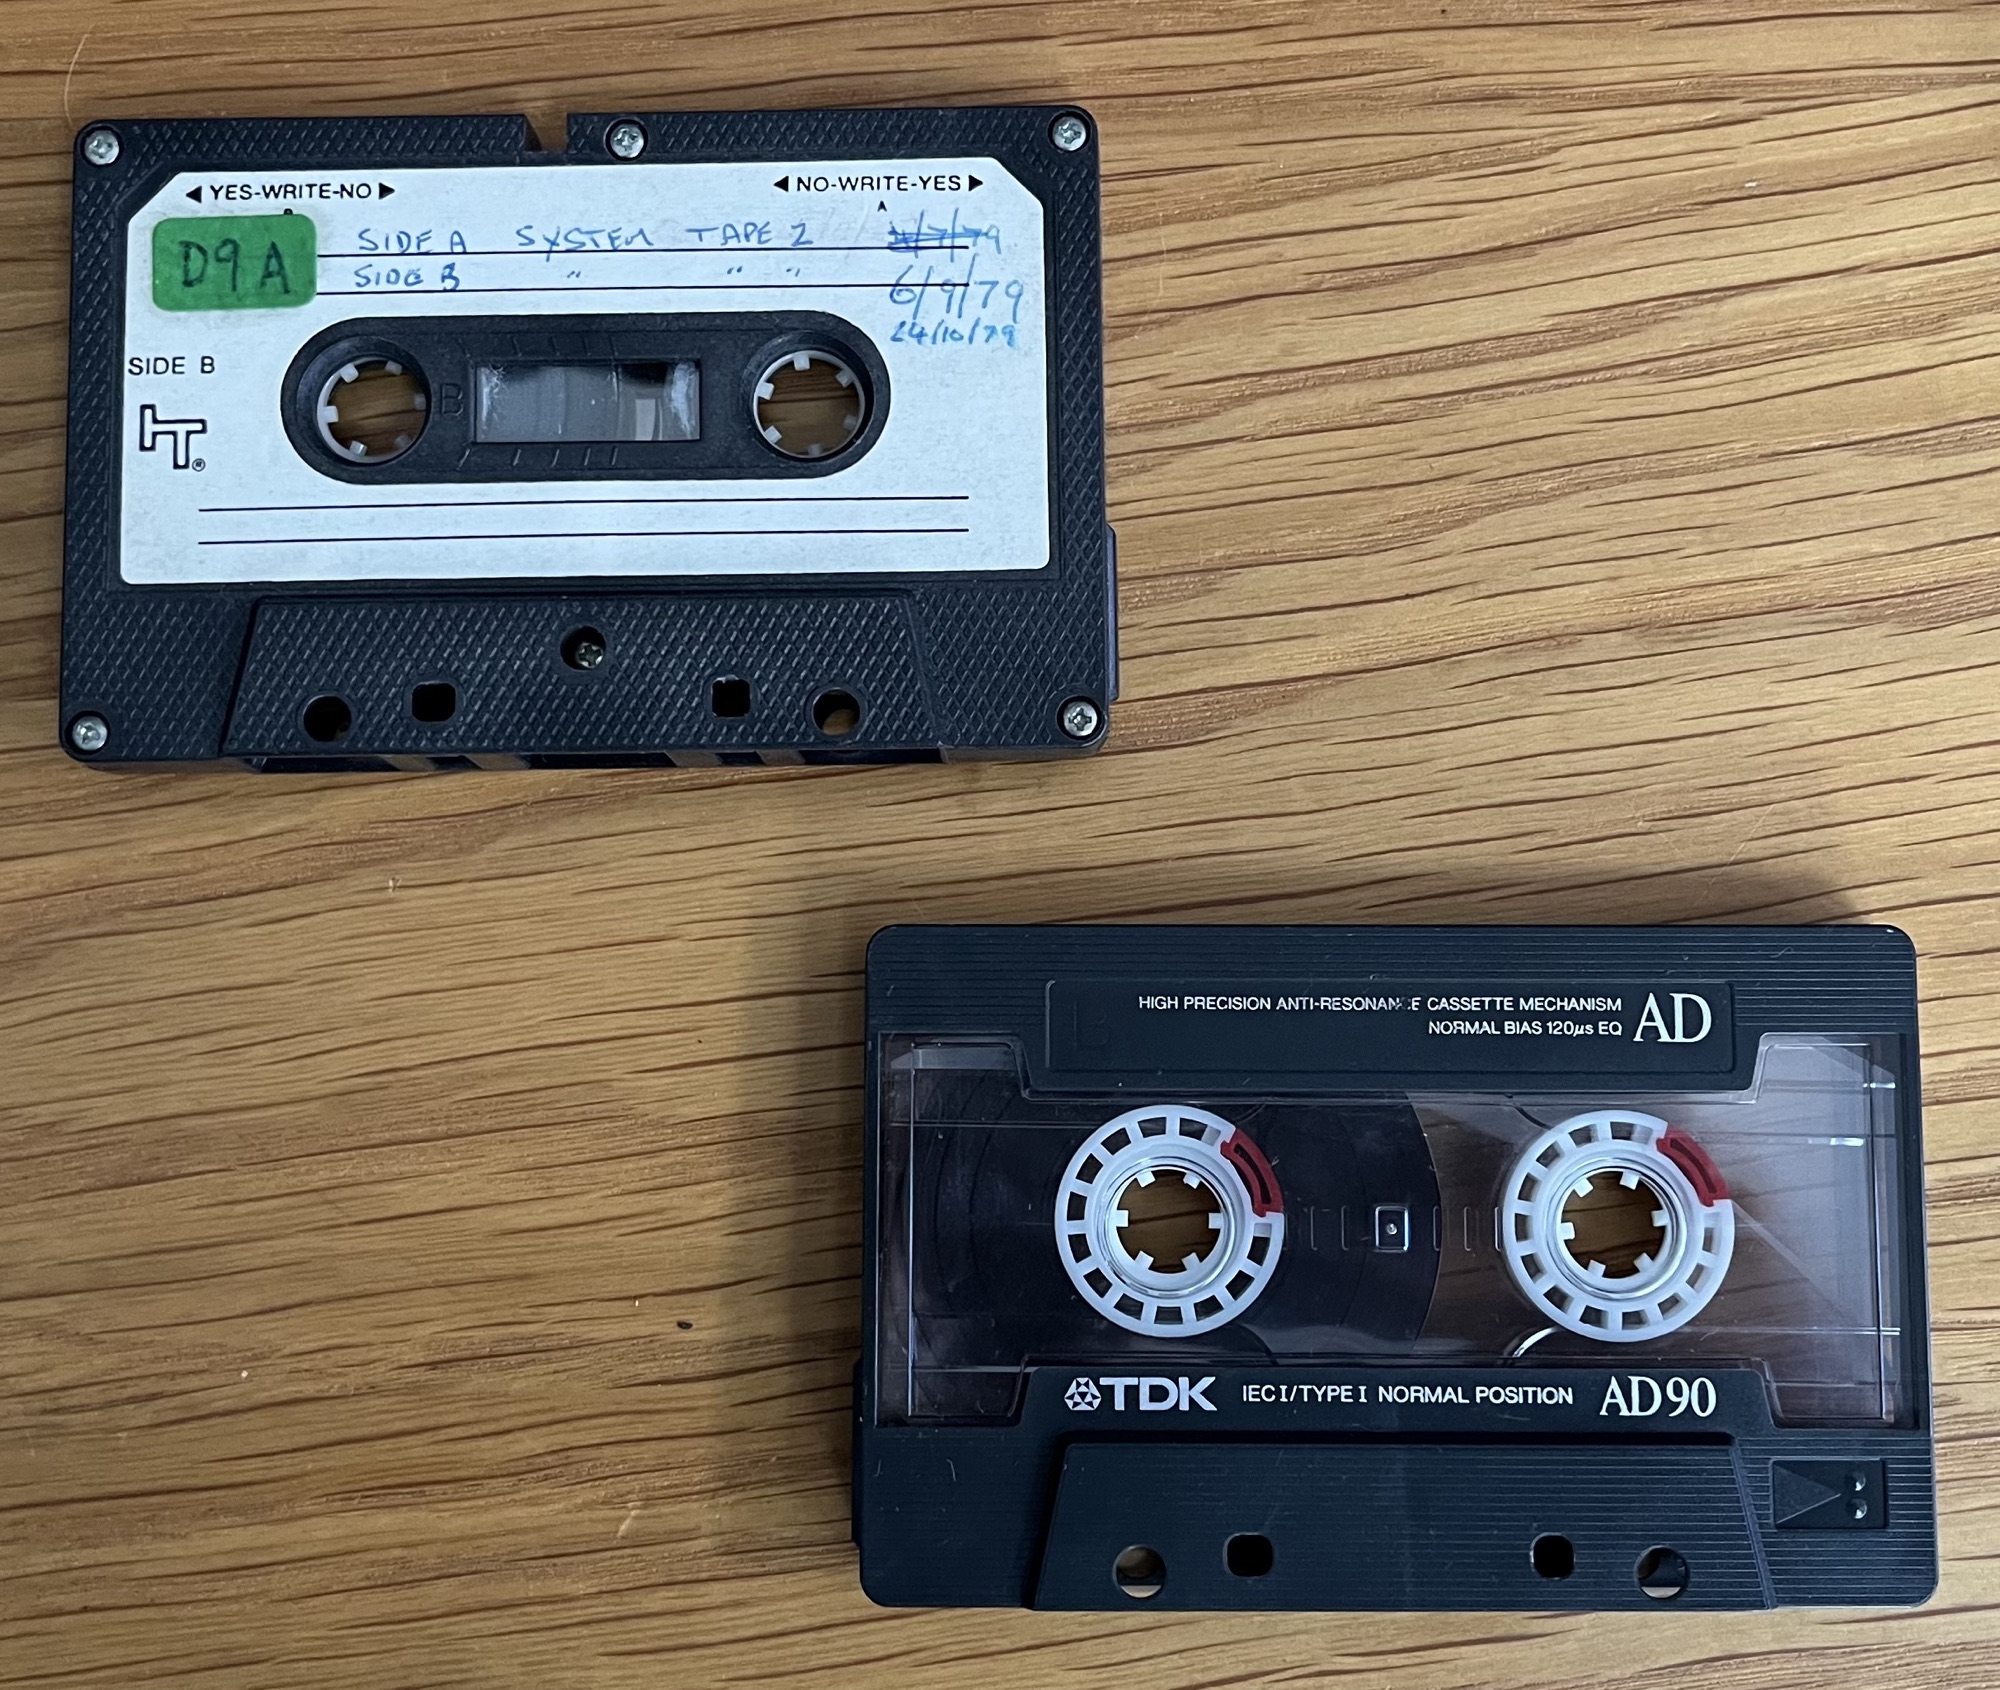 ◀ YES-WRITE-NO ▶ ◀ NO-WRITE-YES ▶
B A
D9A
SIDE A SYSTEM TAPE 2
SIDE B " " "
6/9/79
24/10/79
SIDE B
B
HIGH PRECISION ANTI-RESONANCE CASSETTE MECHANISM
NORMAL BIAS 120μs EQ
AD
TDK IEC I/TYPE I NORMAL POSITION AD90